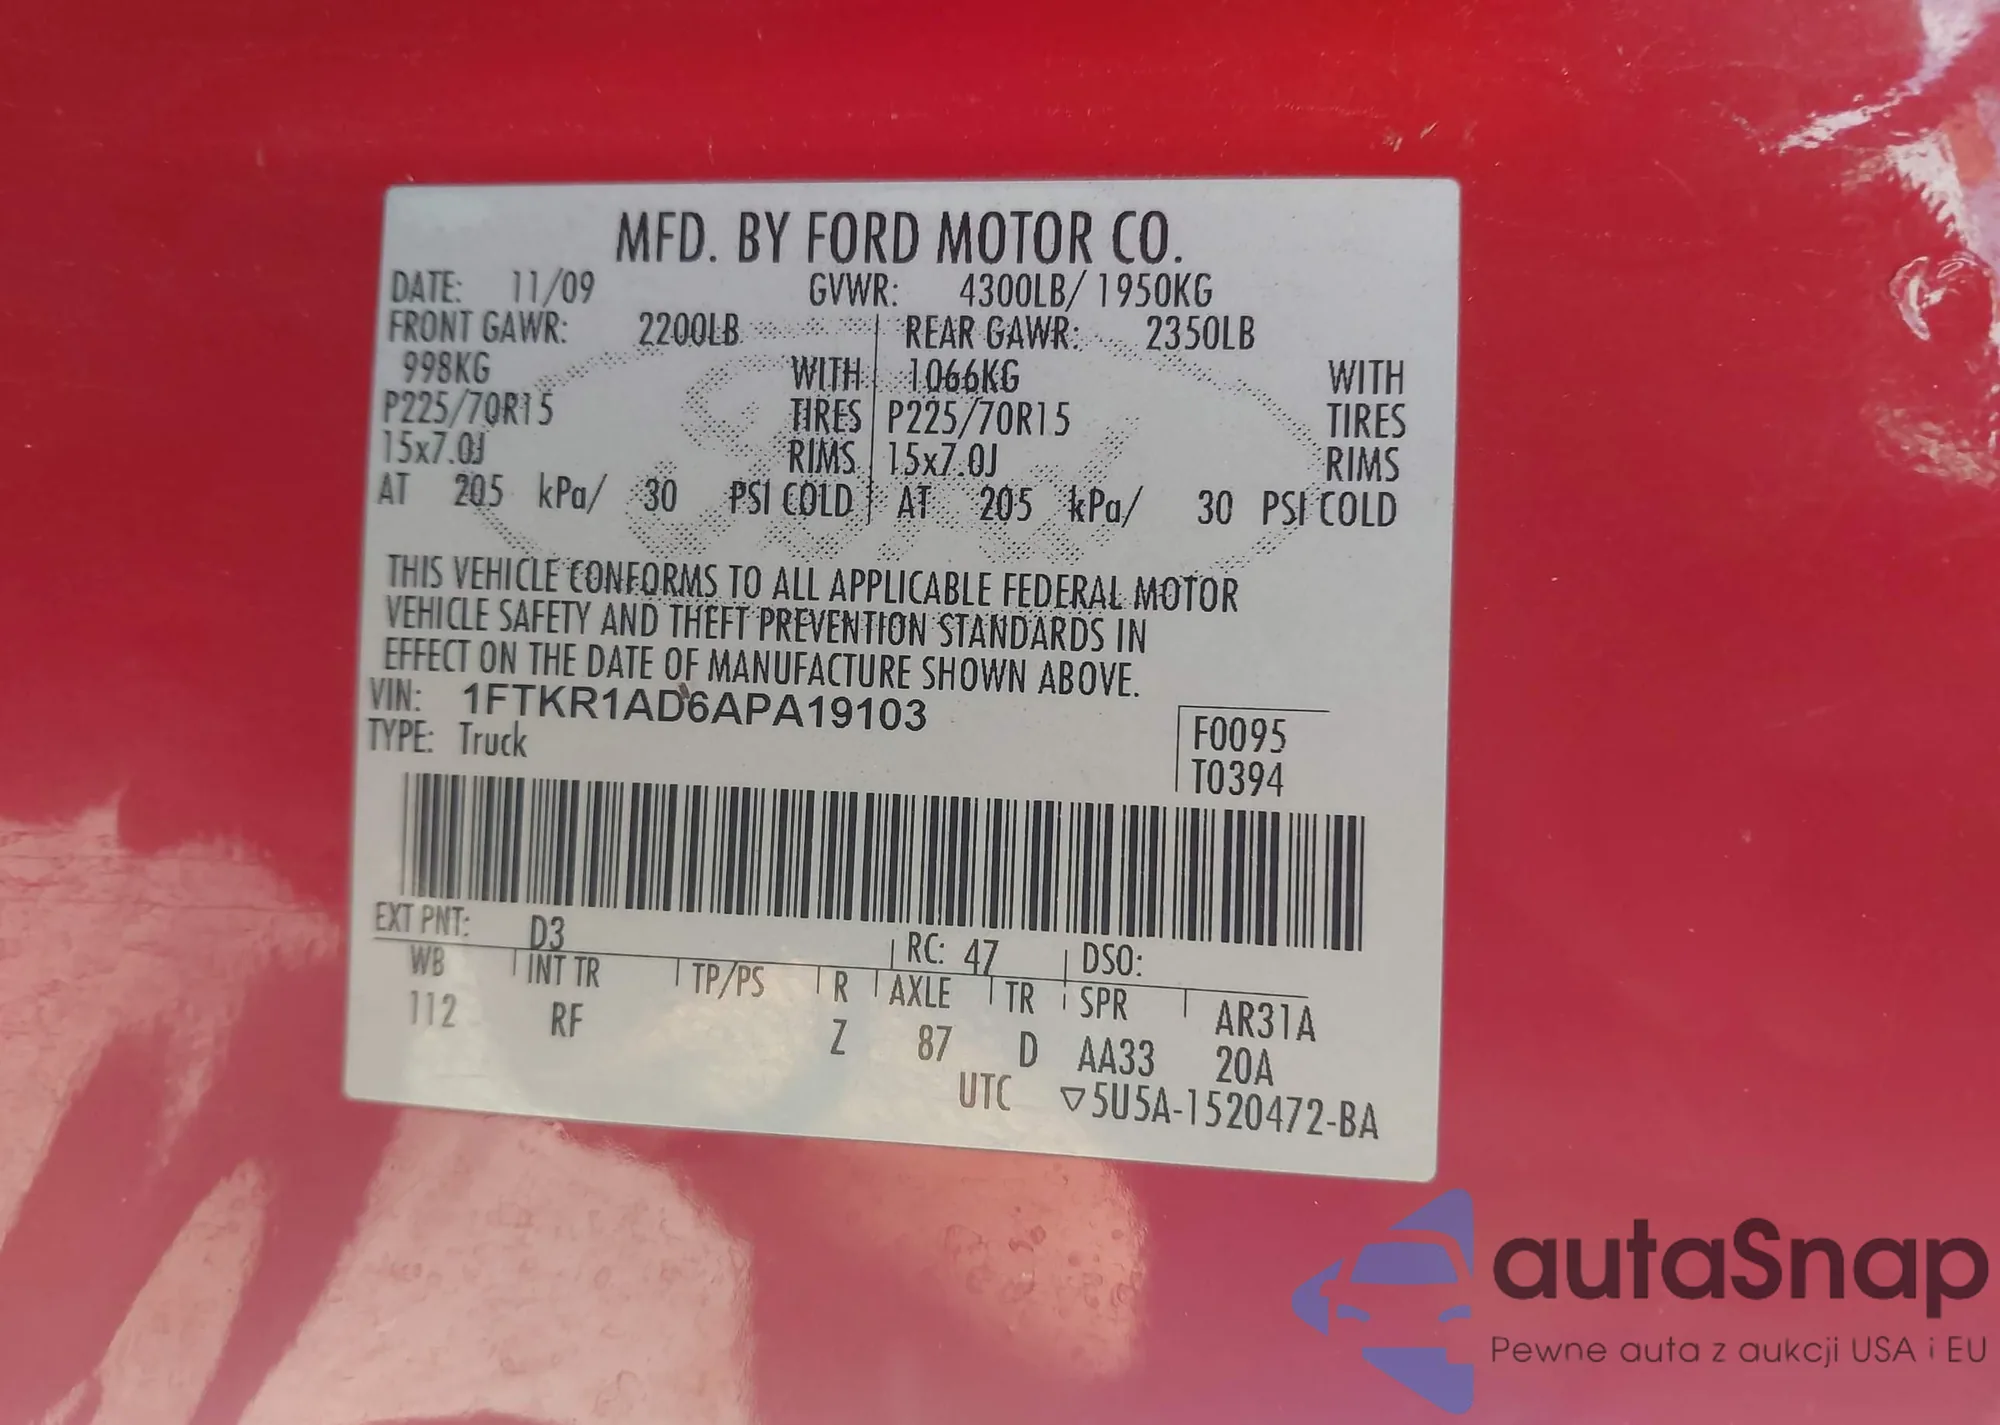 MFD. BY FORD MOTOR CO.
DATE: 11/09 GVWR: 4300LB/ 1950KG
FRONT GAWR: 2200LB REAR GAWR: 2350LB
998KG WITH 1066KG WITH
P225/70R15 TIRES P225/70R15 TIRES
15x7.0J RIMS 15x7.0J RIMS
AT 205 kPa/ 30 PSI COLD AT 205 kPa/ 30 PSI COLD
THIS VEHICLE CONFORMS TO ALL APPLICABLE FEDERAL MOTOR
VEHICLE SAFETY AND THEFT PREVENTION STANDARDS IN
EFFECT ON THE DATE OF MANUFACTURE SHOWN ABOVE.
VIN: 1FTKR1AD6APA19103
TYPE: Truck
F0095
T0394
EXT PNT: D3 RC: 47 DSO:
WB INT TR TP/PS R AXLE TR SPR AR31A
112 RF Z 87 D AA33 20A
UTC ▽5U5A-1520472-BA
autaSnap
Pewne auta z aukcji USA i EU